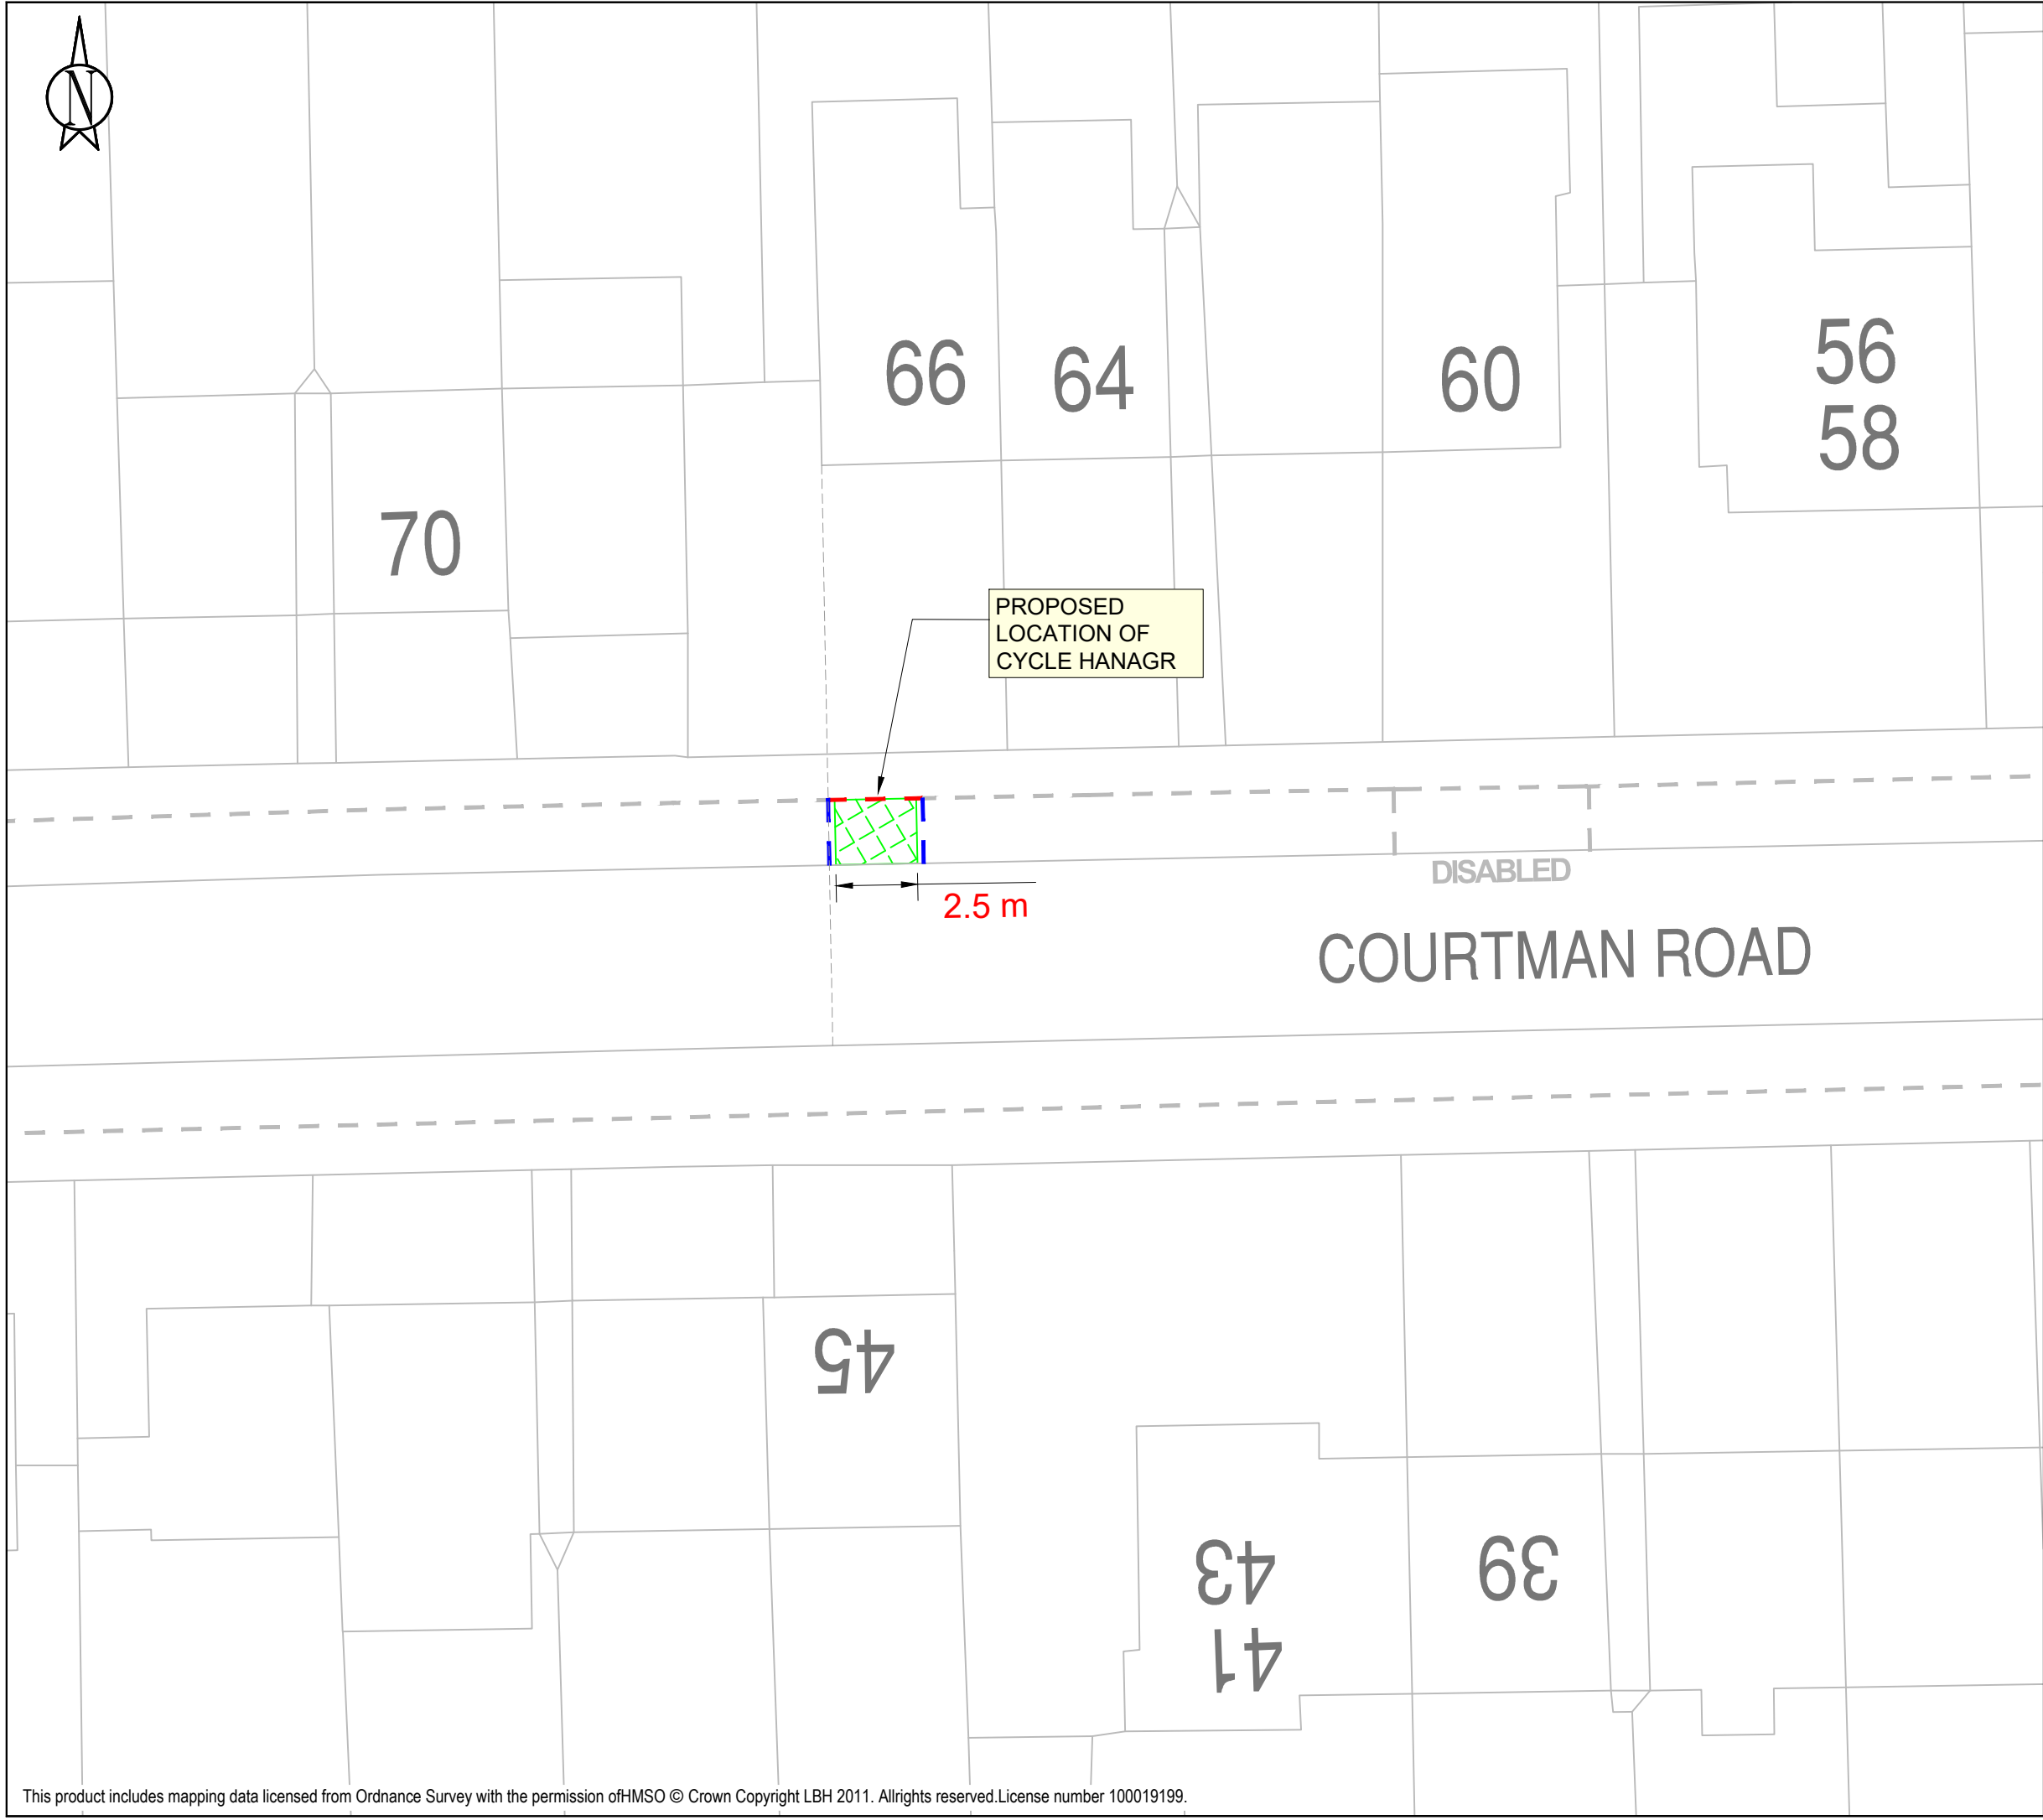 N
66
64
60
56
58
70
PROPOSED
LOCATION OF
CYCLE HANAGR
DISABLED
2.5 m
COURTMAN ROAD
45
43
41
39
This product includes mapping data licensed from Ordnance Survey with the permission ofHMSO © Crown Copyright LBH 2011. Allrights reserved.License number 100019199.